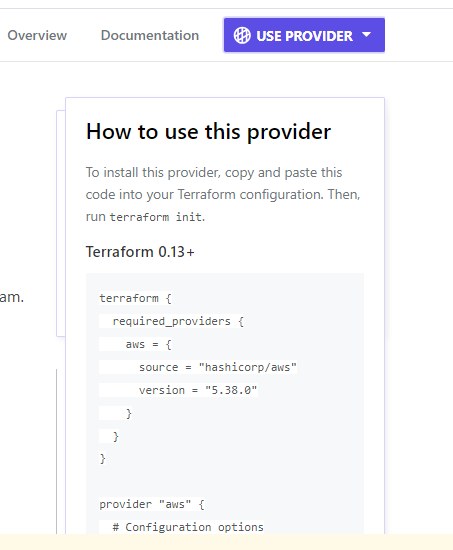 Overview Documentation USE PROVIDER
How to use this provider
To install this provider, copy and paste this
code into your Terraform configuration. Then,
run terraform init.
Terraform 0.13+
am.
terraform {
  required_providers {
    aws = {
      source = "hashicorp/aws"
      version = "5.38.0"
    }
  }
}
provider "aws" {
  # Configuration options